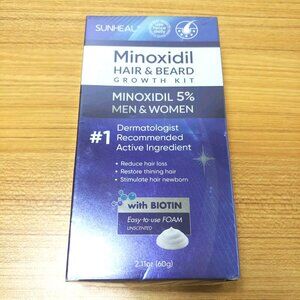 SUNHEAL
Minoxidil
HAIR & BEARD
GROWTH KIT
MINOXIDIL 5%
MEN & WOMEN
#1 Dermatologist
Recommended
Active Ingredient
• Reduce hair loss
• Restore thining hair
• Stimulate hair newborn
with BIOTIN
Easy-to-use FOAM
UNSCENTED
2.11oz (60g)